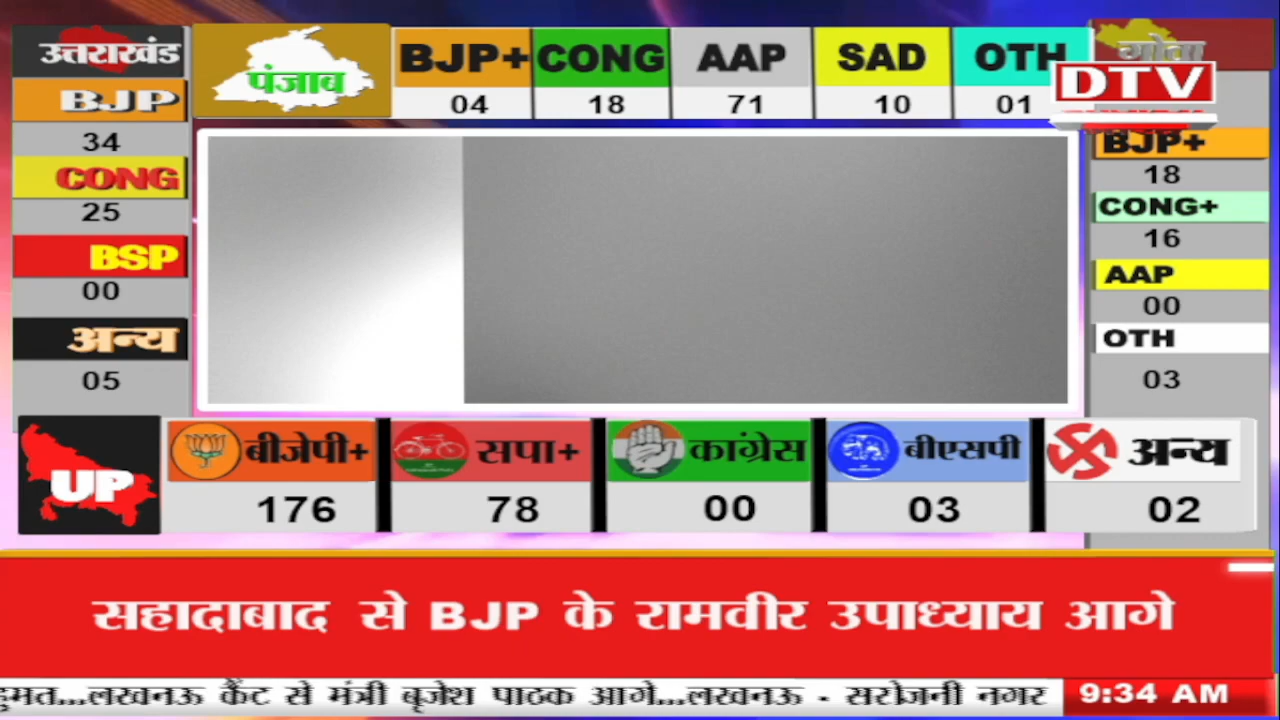 उत्तराखंड
BJP
34
CONG
25
BSP
00
अन्य
05
पंजाब
BJP+ CONG AAP SAD OTH
04 18 71 10 01
गोवा
DTV
BJP+
18
CONG+
16
AAP
00
OTH
03
UP
बीजेपी+ सपा+ कांग्रेस बीएसपी अन्य
176 78 00 03 02
सहादाबाद से BJP के रामवीर उपाध्याय आगे
हुमत...लखनऊ कैंट से मंत्री बृजेश पाठक आगे...लखनऊ - सरोजनी नगर 9:34 AM